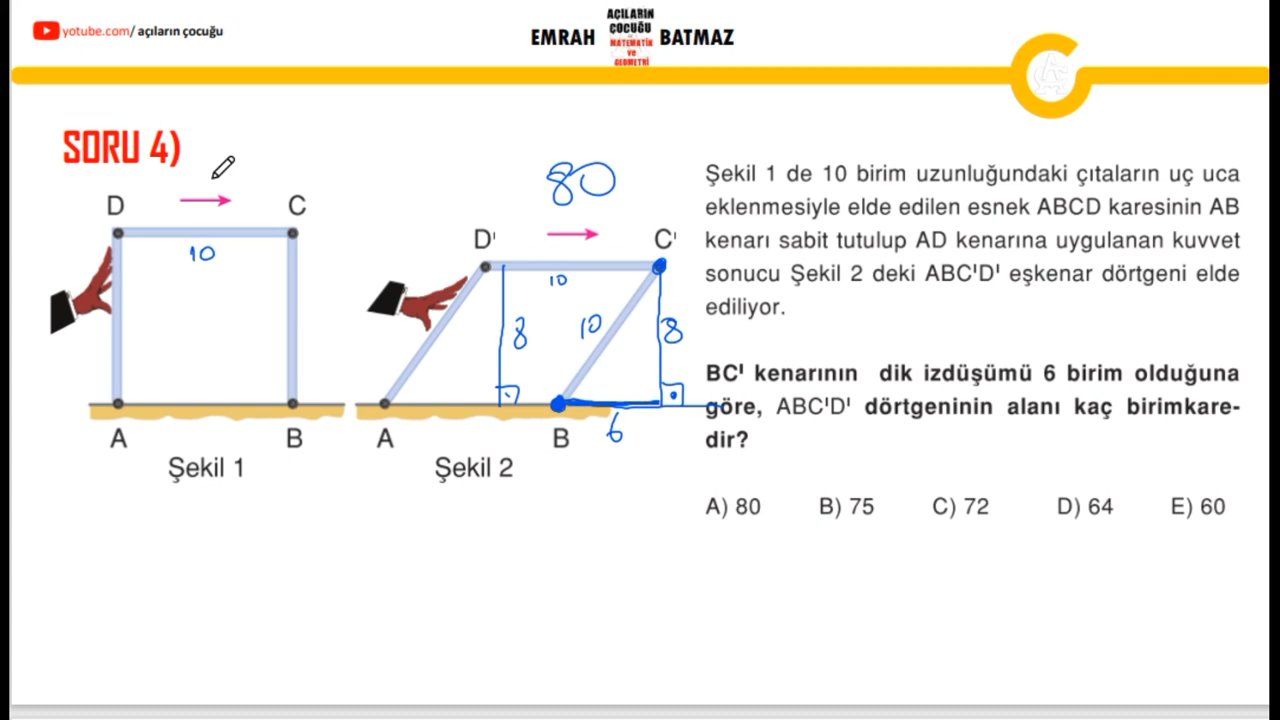 yotube.com/ açıların çocuğu
EMRAH
AÇILARIN
ÇOCUĞU
MATEMATİK
ve
GEOMETRİ
BATMAZ
SORU 4)
D
C
10
A
B
Şekil 1
80
D'
C'
10
8
10
8
6
A
B
Şekil 2
Şekil 1 de 10 birim uzunluğundaki çıtaların uç uca
eklenmesiyle elde edilen esnek ABCD karesinin AB
kenarı sabit tutulup AD kenarına uygulanan kuvvet
sonucu Şekil 2 deki ABC'D' eşkenar dörtgeni elde
ediliyor.
BC' kenarının dik izdüşümü 6 birim olduğuna
göre, ABC'D' dörtgeninin alanı kaç birimkare-
dir?
A) 80 B) 75 C) 72 D) 64 E) 60